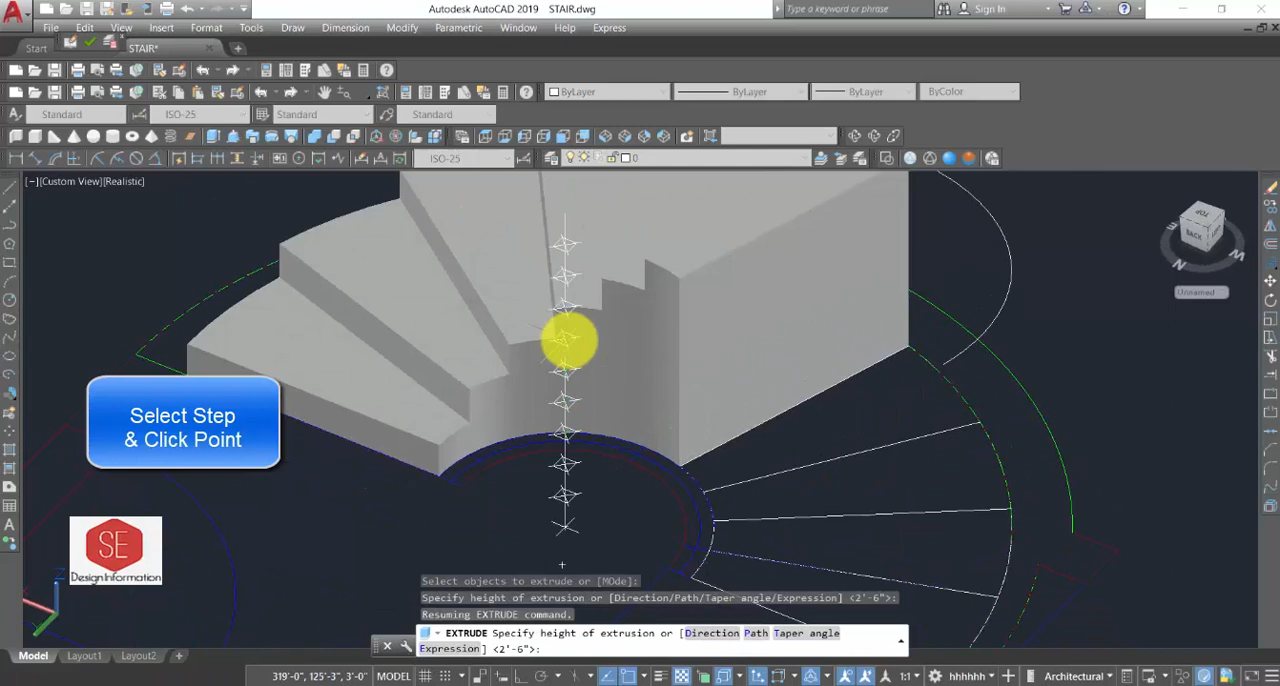 Autodesk AutoCAD 2019 STAIR.dwg
Type a keyword or phrase
Sign In
File Edit View Insert Format Tools Draw Dimension Modify Parametric Window Help Express
Start STAIR*
ByLayer ByLayer ByLayer ByColor
Standard ISO-25 Standard Standard
ISO-25 0
[−][Custom View][Realistic]
TOP
BACK
E
W
N
Unnamed
Select Step
& Click Point
SE
Design Information
Z
Select objects to extrude or [MOde]:
Specify height of extrusion or [Direction/Path/Taper angle/Expression] <2'-6">:
Resuming EXTRUDE command.
EXTRUDE Specify height of extrusion or [Direction Path Taper angle
Expression] <2'-6">:
Model Layout1 Layout2 +
319'-0", 125'-3", 3'-0" MODEL 1:1 hhhhhh Architectural